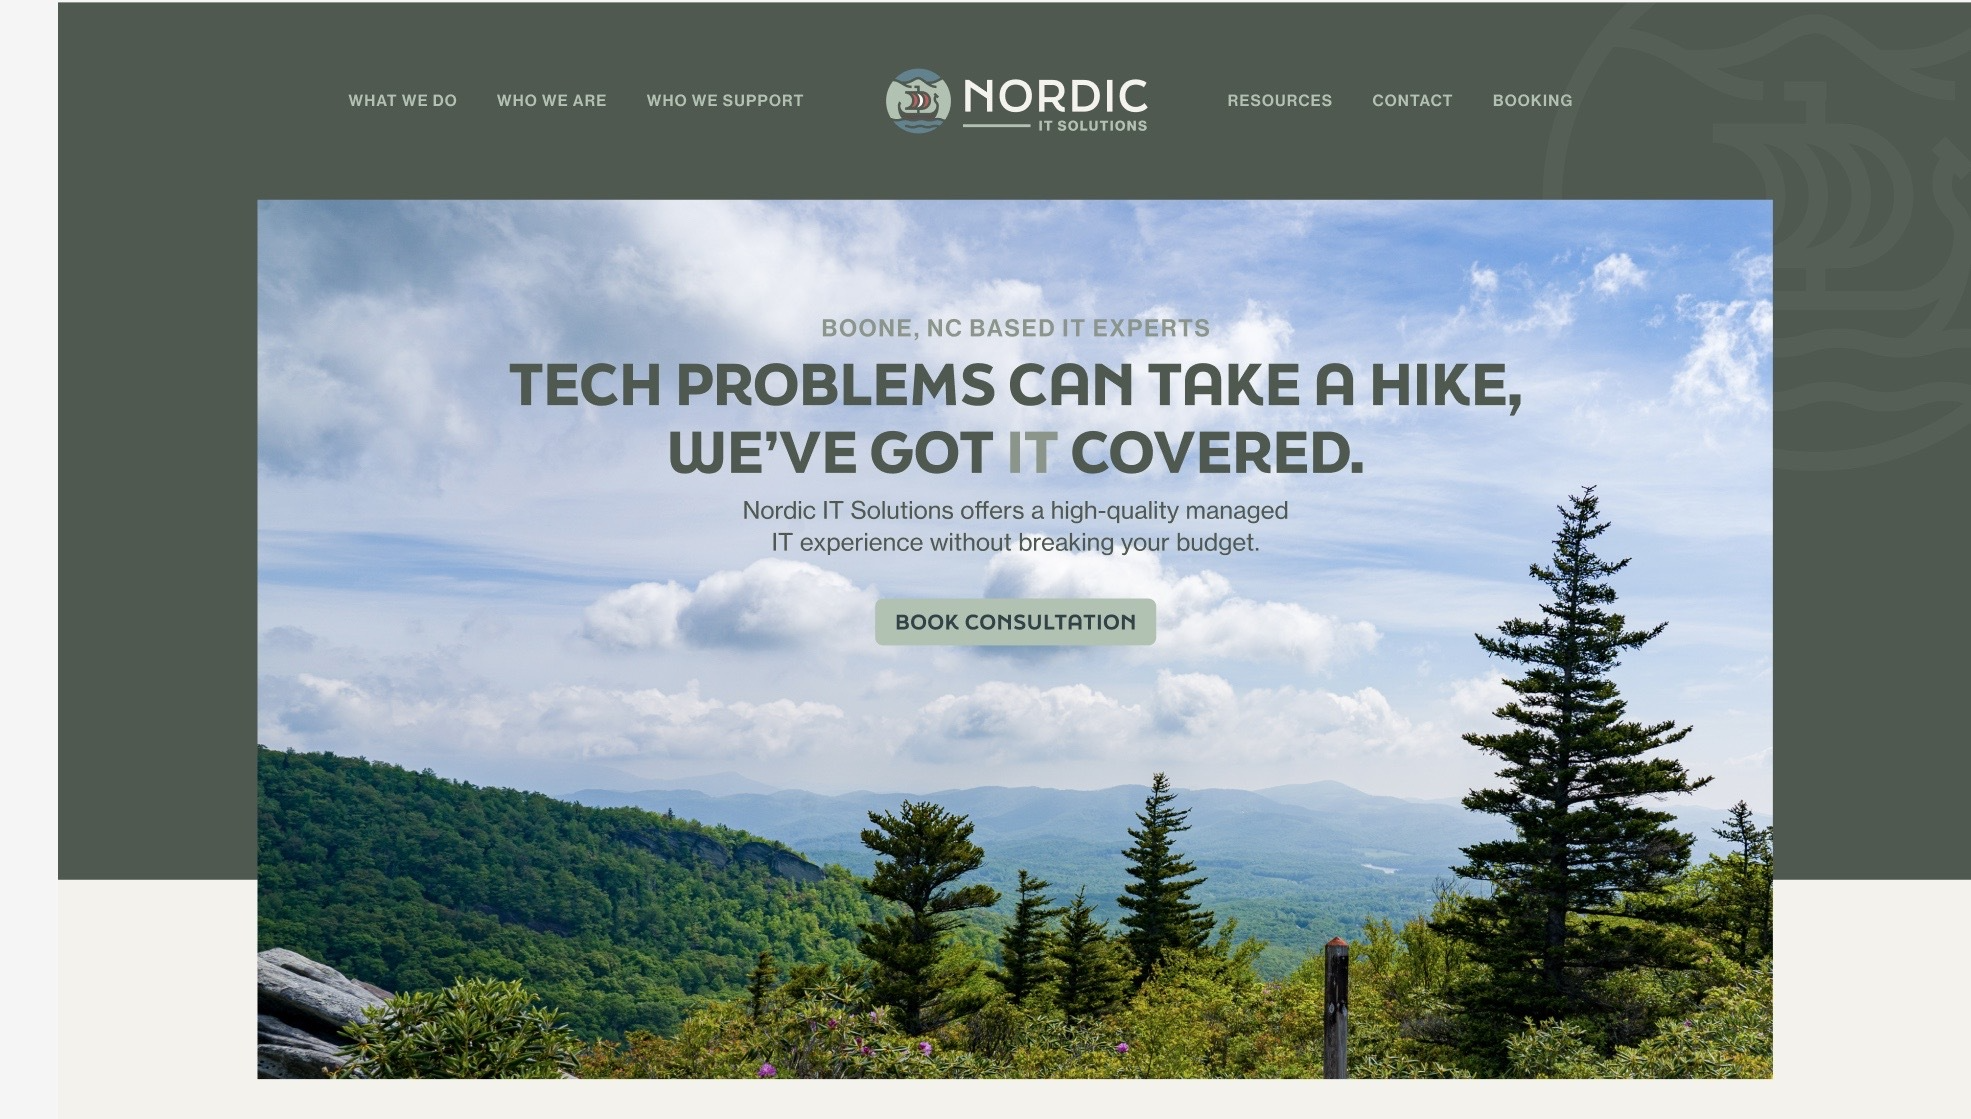 WHAT WE DO
WHO WE ARE
WHO WE SUPPORT
NORDIC
IT SOLUTIONS
RESOURCES
CONTACT
BOOKING
BOONE, NC BASED IT EXPERTS
TECH PROBLEMS CAN TAKE A HIKE,
WE’VE GOT IT COVERED.
Nordic IT Solutions offers a high-quality managed
IT experience without breaking your budget.
BOOK CONSULTATION